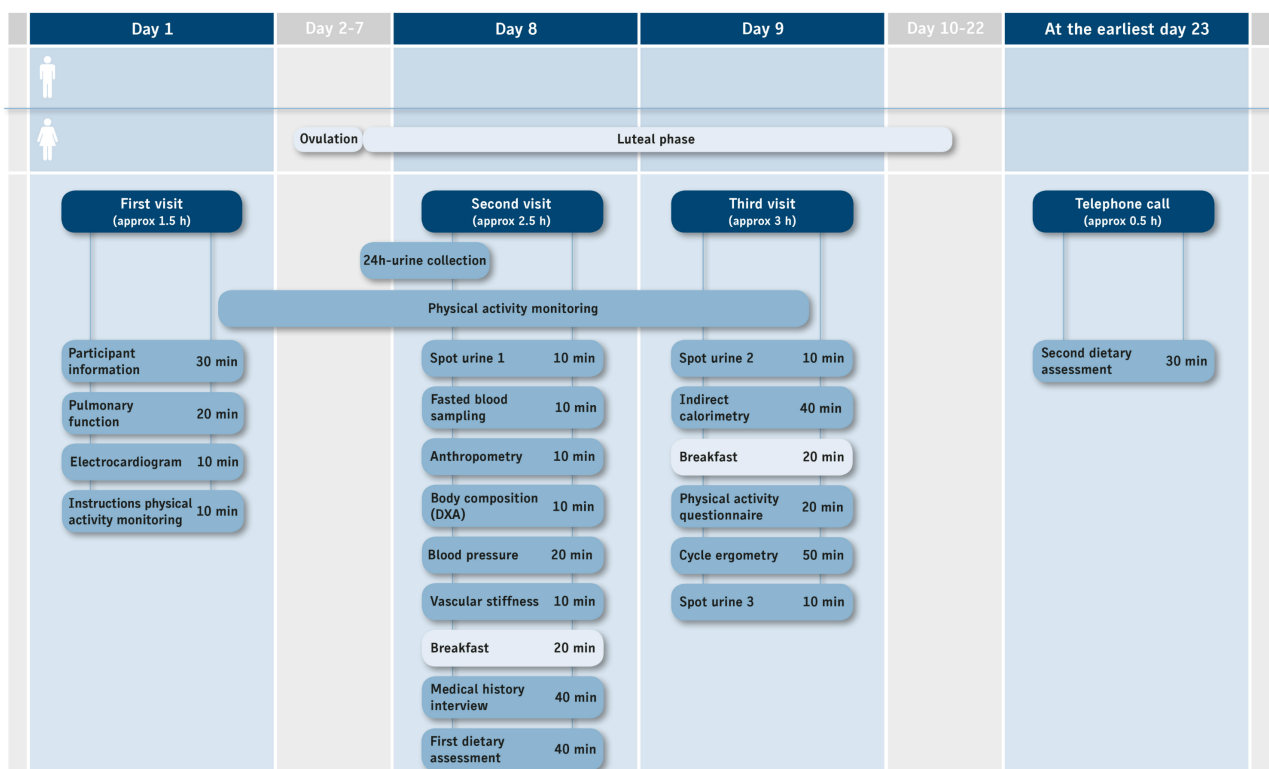 Day 1
Day 2-7
Day 8
Day 9
Day 10-22
At the earliest day 23
Ovulation
Luteal phase
First visit
(approx 1.5 h)
Second visit
(approx 2.5 h)
Third visit
(approx 3 h)
Telephone call
(approx 0.5 h)
24h-urine collection
Physical activity monitoring
Participant
information
30 min
Pulmonary
function
20 min
Electrocardiogram 10 min
Instructions physical
activity monitoring
10 min
Spot urine 1 10 min
Fasted blood
sampling
10 min
Anthropometry 10 min
Body composition
(DXA)
10 min
Blood pressure 20 min
Vascular stiffness 10 min
Breakfast 20 min
Medical history
interview
40 min
First dietary
assessment
40 min
Spot urine 2 10 min
Indirect
calorimetry
40 min
Breakfast 20 min
Physical activity
questionnaire
20 min
Cycle ergometry 50 min
Spot urine 3 10 min
Second dietary
assessment
30 min